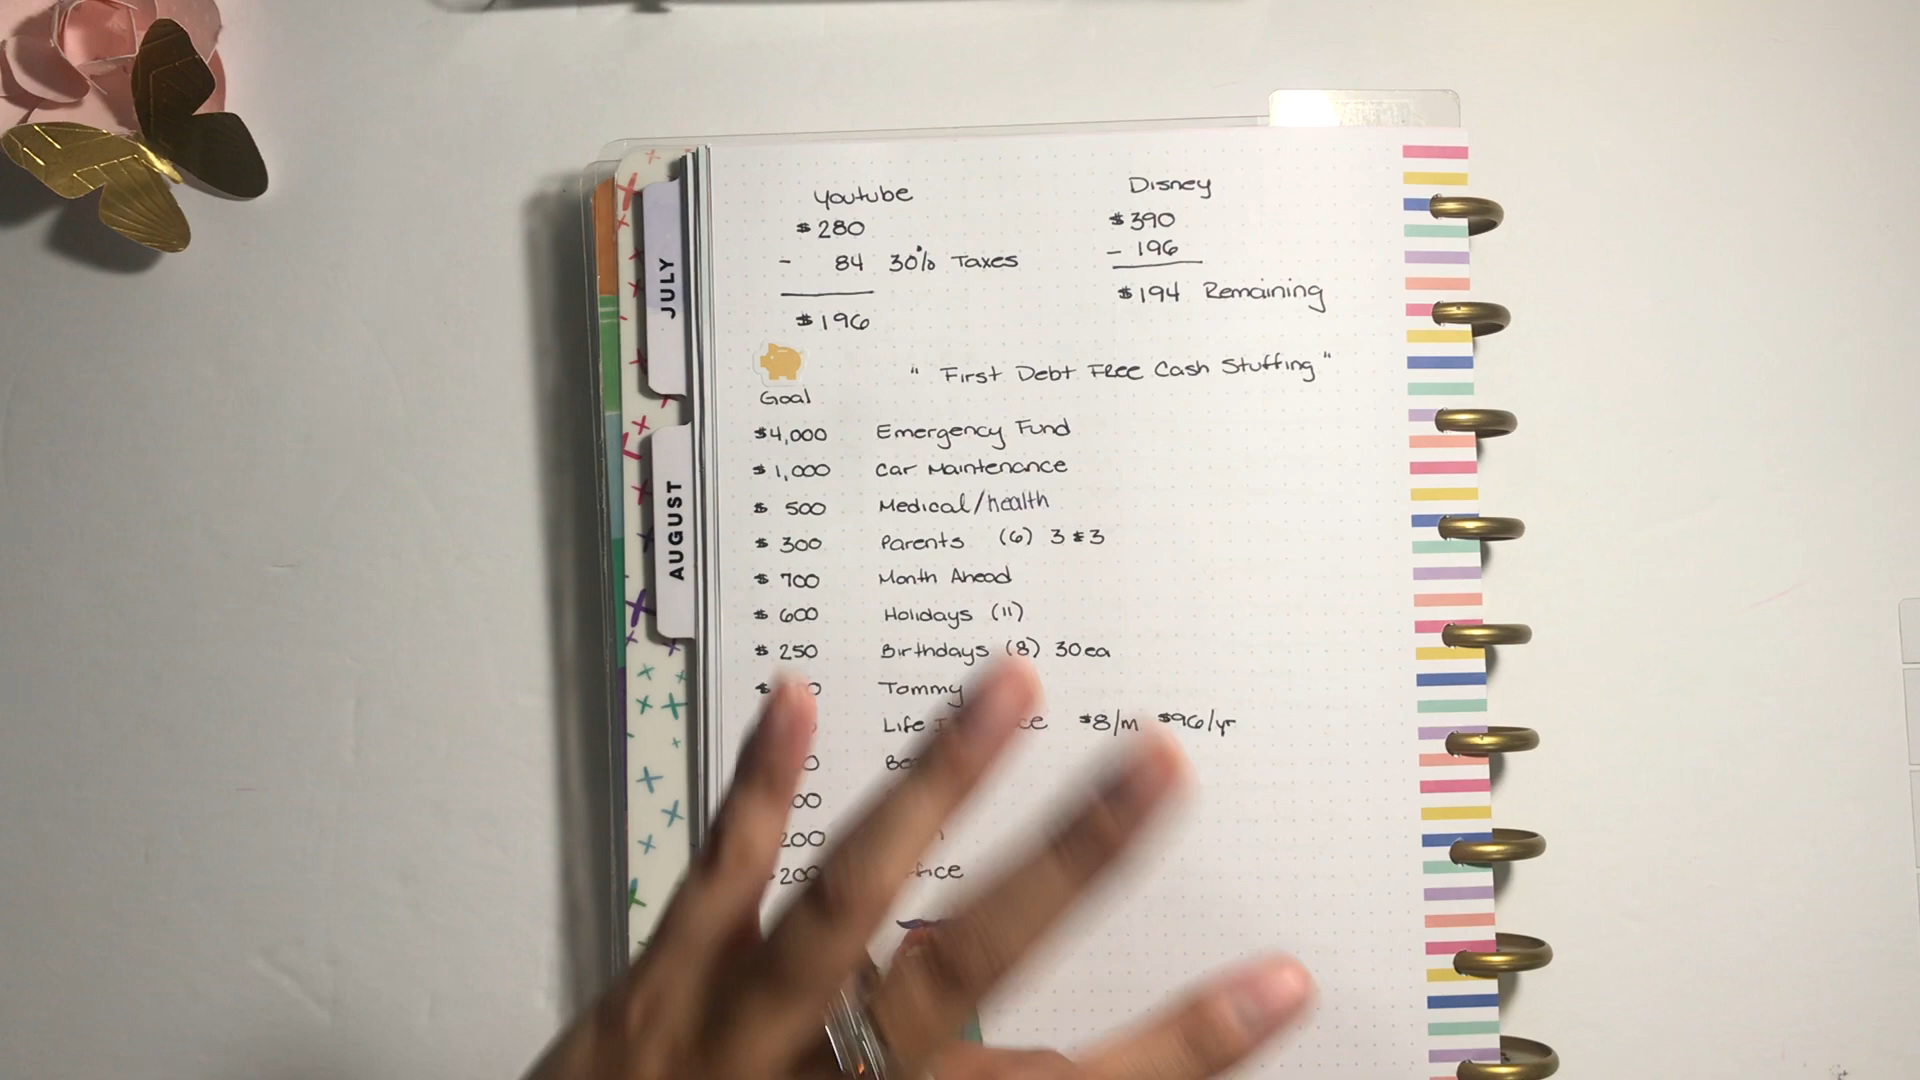 Youtube
$280
- 84 30% Taxes
$196
Disney
$390
- 196
$194 Remaining
" First Debt Free Cash Stuffing "
Goal
$4,000 Emergency Fund
$1,000 Car Maintenance
$ 500 Medical/health
$ 300 Parents (6) 3 & 3
$ 700 Month Ahead
$ 600 Holidays (11)
$ 250 Birthdays (8) 30ea
Tommy
Life $8/m $96/yr
200
200
JULY
AUGUST